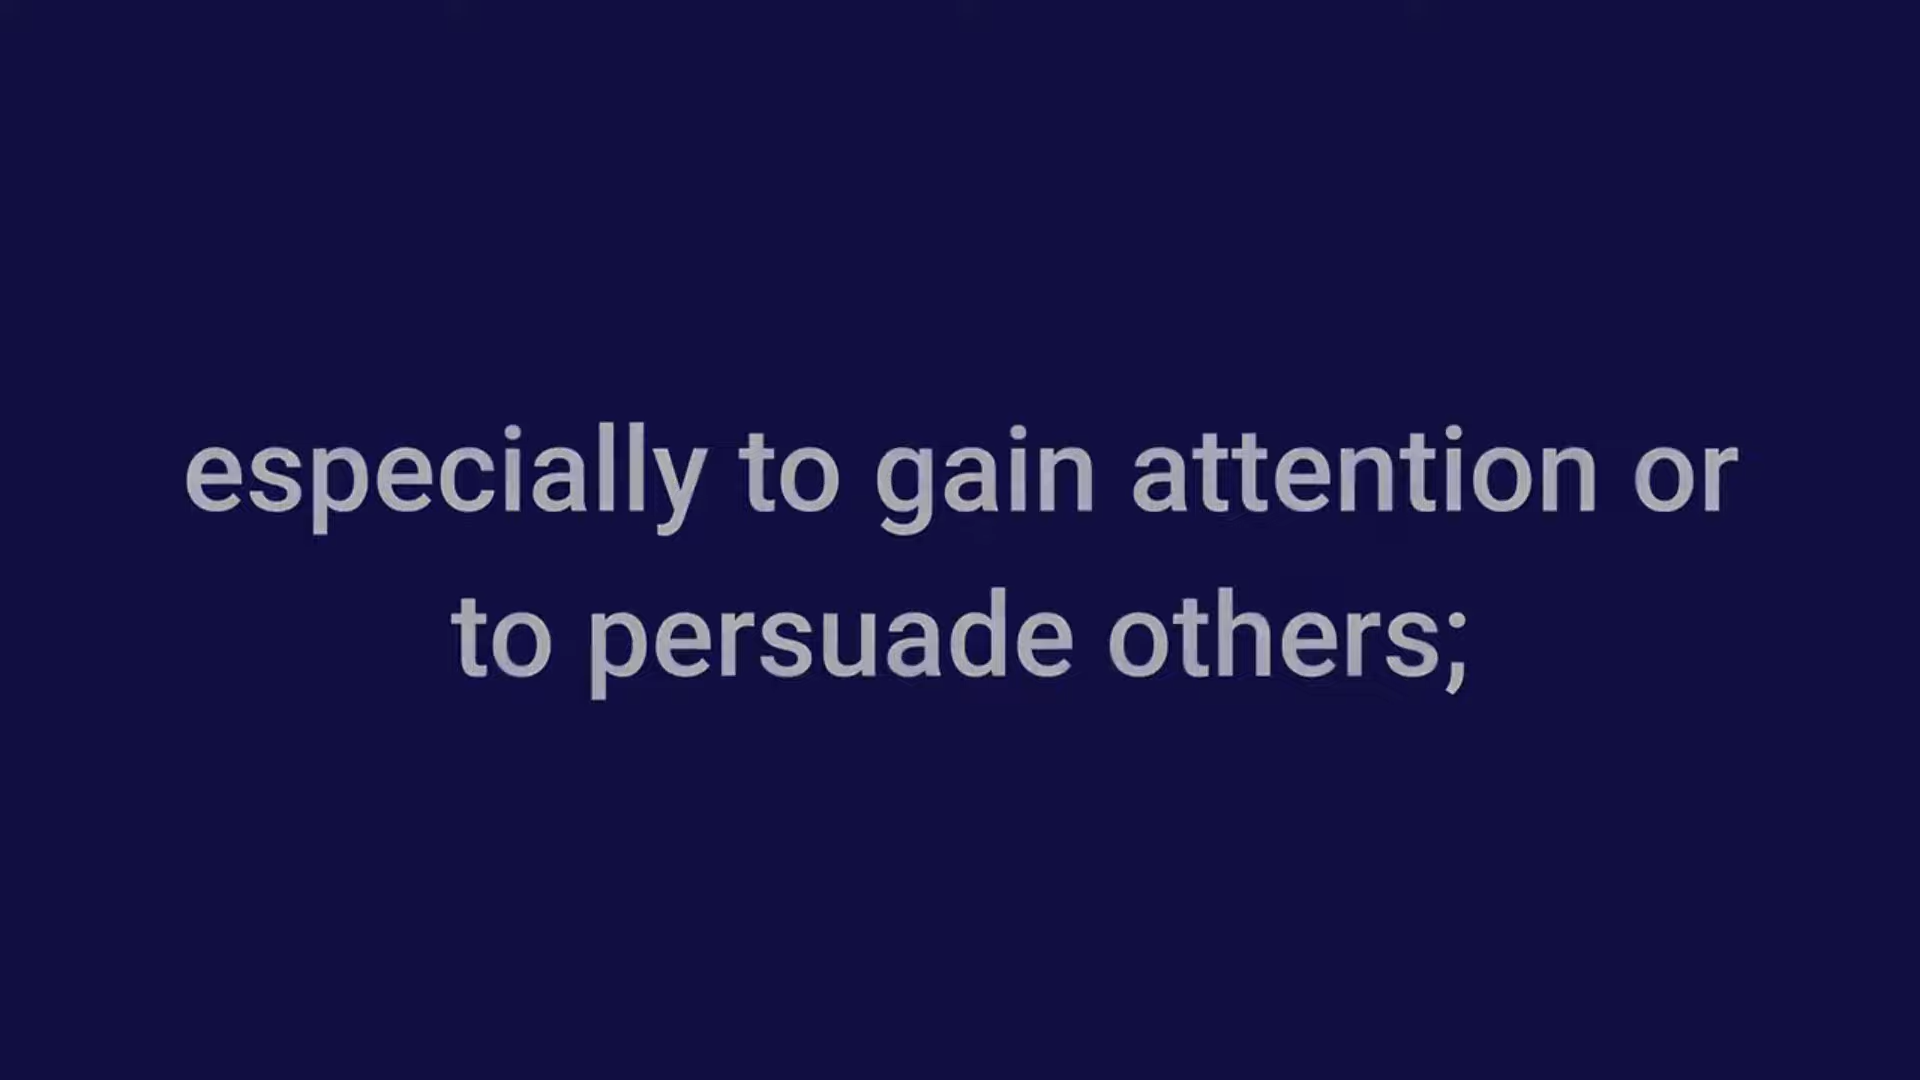 especially to gain attention or
to persuade others;